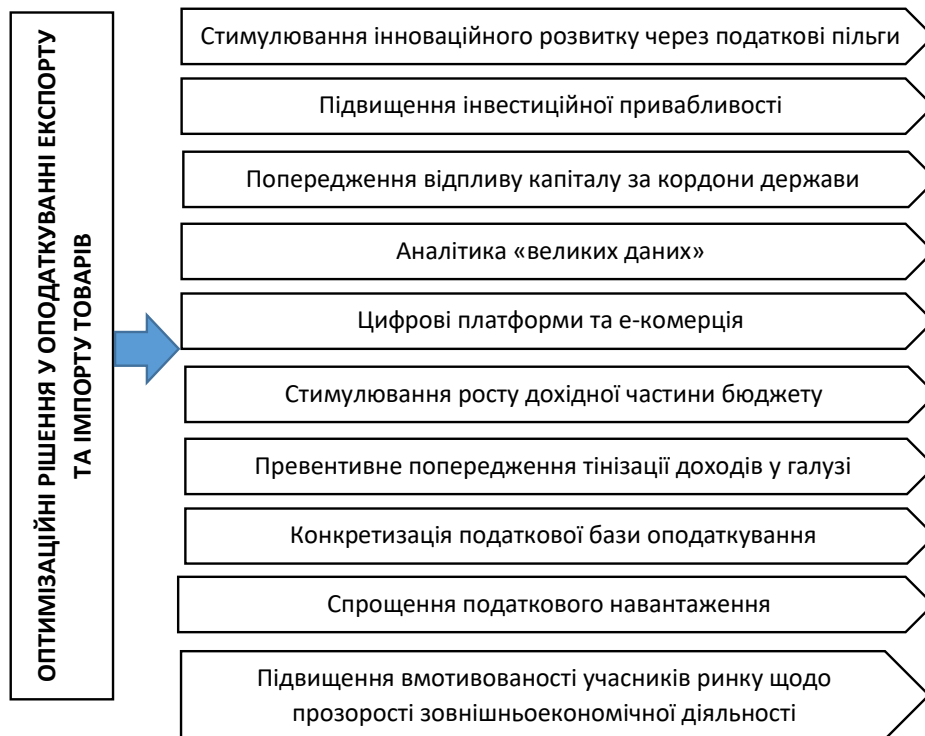 ОПТИМІЗАЦІЙНІ РІШЕННЯ У ОПОДАТКУВАННІ ЕКСПОРТУ
ТА ІМПОРТУ ТОВАРІВ
Стимулювання інноваційного розвитку через податкові пільги
Підвищення інвестиційної привабливості
Попередження відпливу капіталу за кордони держави
Аналітика «великих даних»
Цифрові платформи та е-комерція
Стимулювання росту дохідної частини бюджету
Превентивне попередження тінізації доходів у галузі
Конкретизація податкової бази оподаткування
Спрощення податкового навантаження
Підвищення вмотивованості учасників ринку щодо
прозорості зовнішньоекономічної діяльності